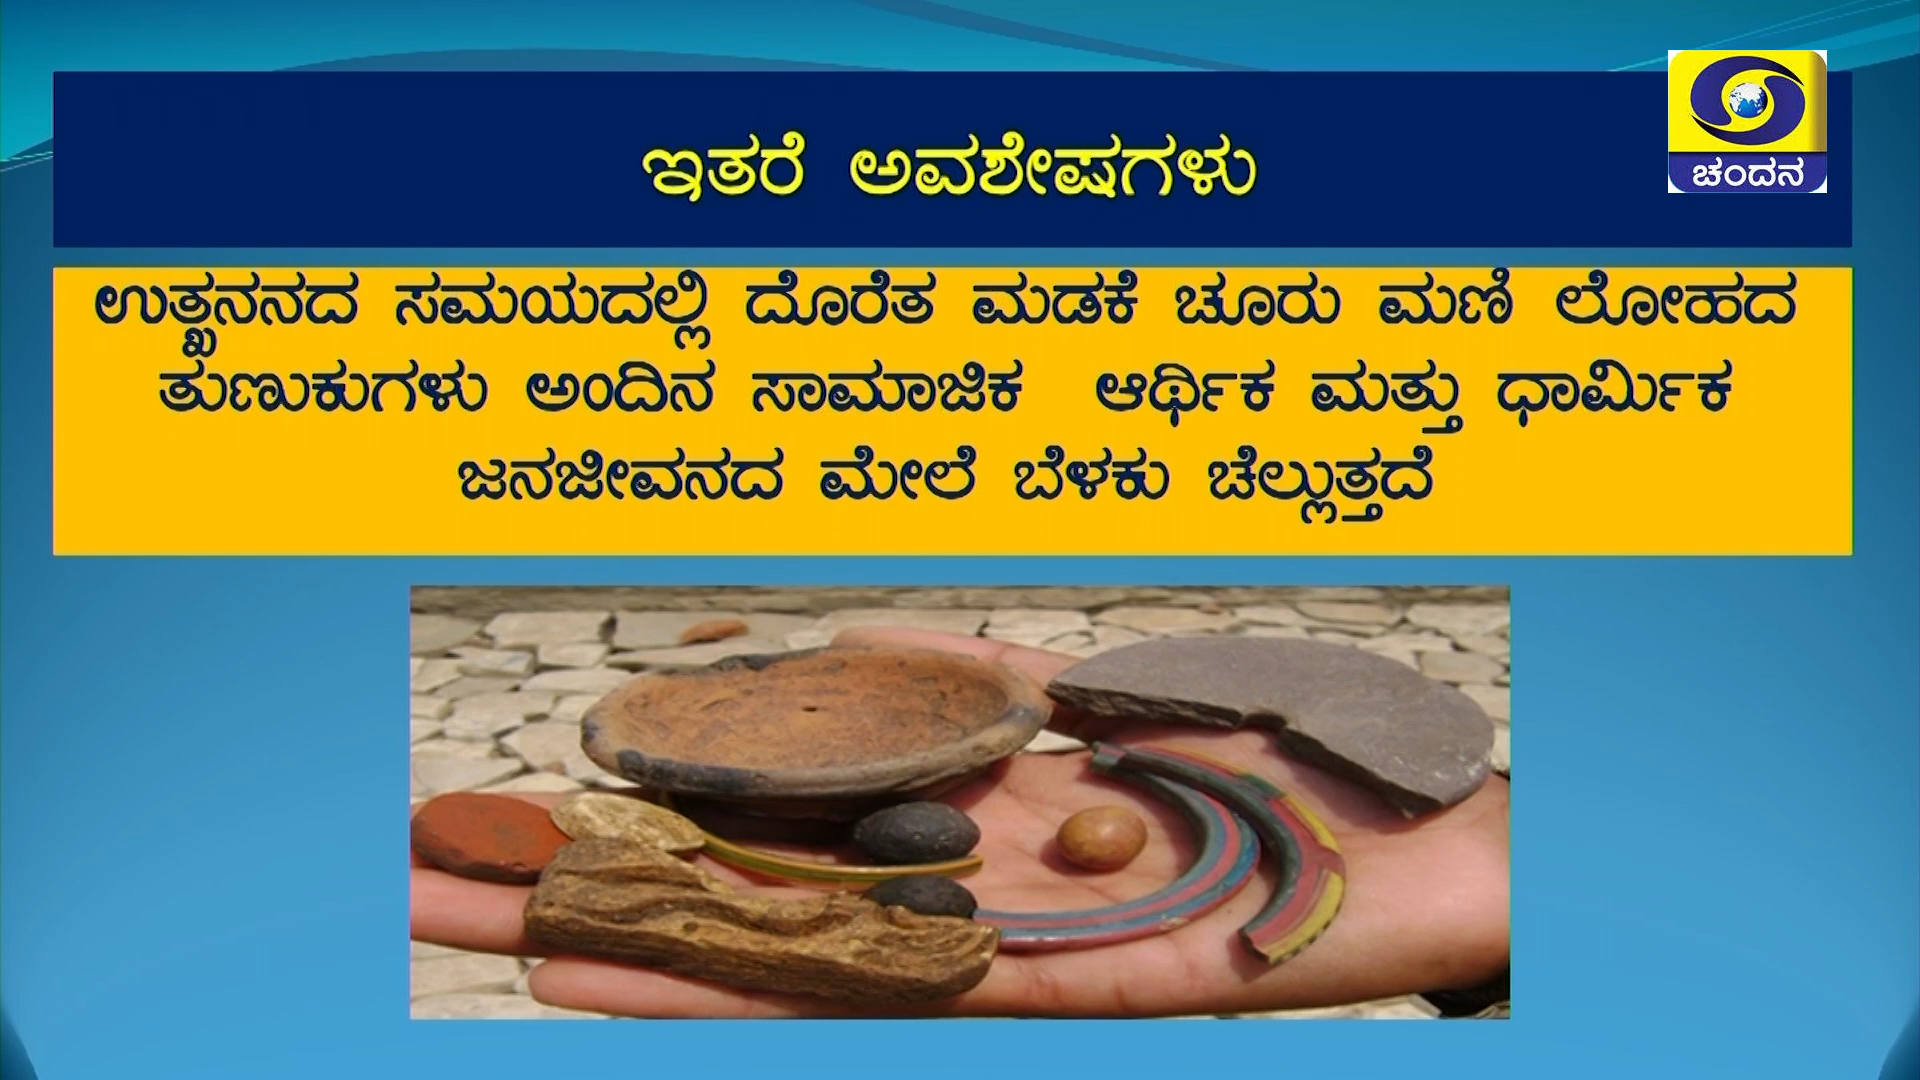 ಇತರೆ ಅವಶೇಷಗಳು
ಚಂದನ
ಉತ್ಖನನದ ಸಮಯದಲ್ಲಿ ದೊರೆತ ಮಡಕೆ ಚೂರು ಮಣಿ ಲೋಹದ
ತುಣುಕುಗಳು ಅಂದಿನ ಸಾಮಾಜಿಕ ಆರ್ಥಿಕ ಮತ್ತು ಧಾರ್ಮಿಕ
ಜನಜೀವನದ ಮೇಲೆ ಬೆಳಕು ಚೆಲ್ಲುತ್ತದೆ